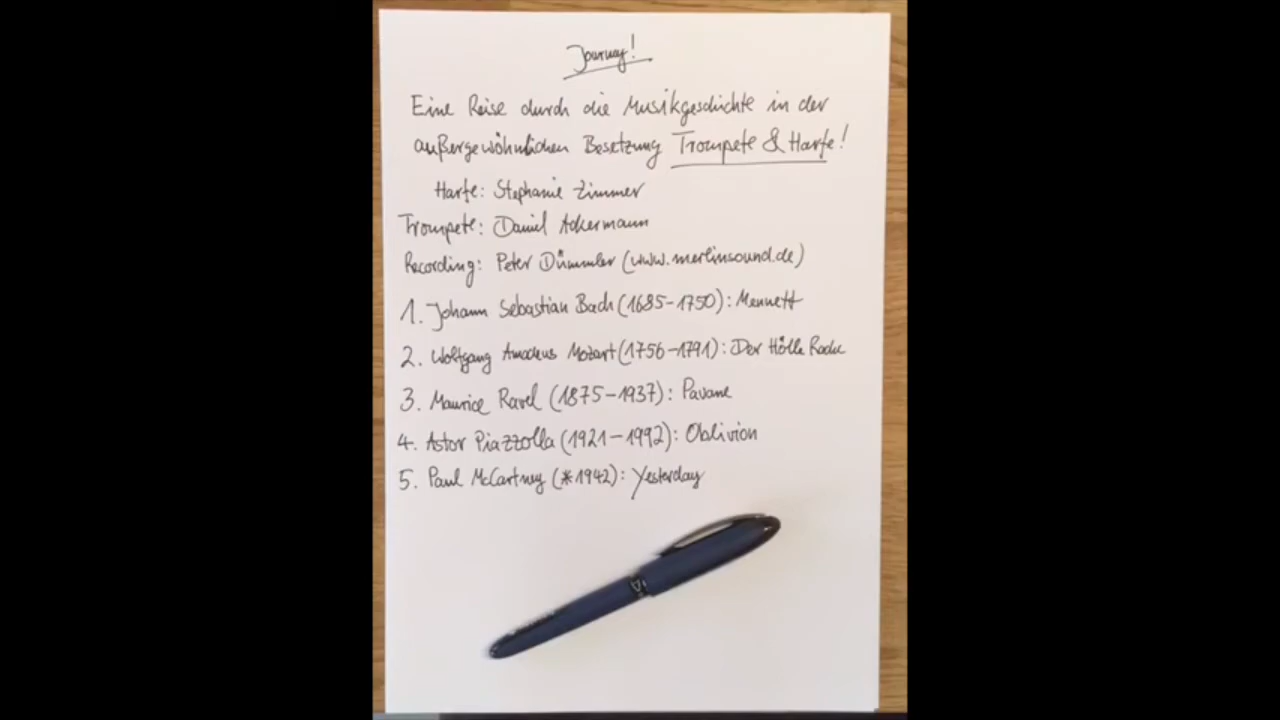 Journey!
Eine Reise durch die Musikgeschichte in der
außergewöhnlichen Besetzung Trompete & Harfe!
Harfe: Stephanie Zimmer
Trompete: Daniel Ackermann
Recording: Peter Dümmler (www.merlinsound.de)
1. Johann Sebastian Bach (1685-1750): Menuett
2. Wolfgang Amadeus Mozart (1756-1791): Der Hölle Rache
3. Maurice Ravel (1875-1937): Pavane
4. Astor Piazzolla (1921-1992): Oblivion
5. Paul McCartney (*1942): Yesterday